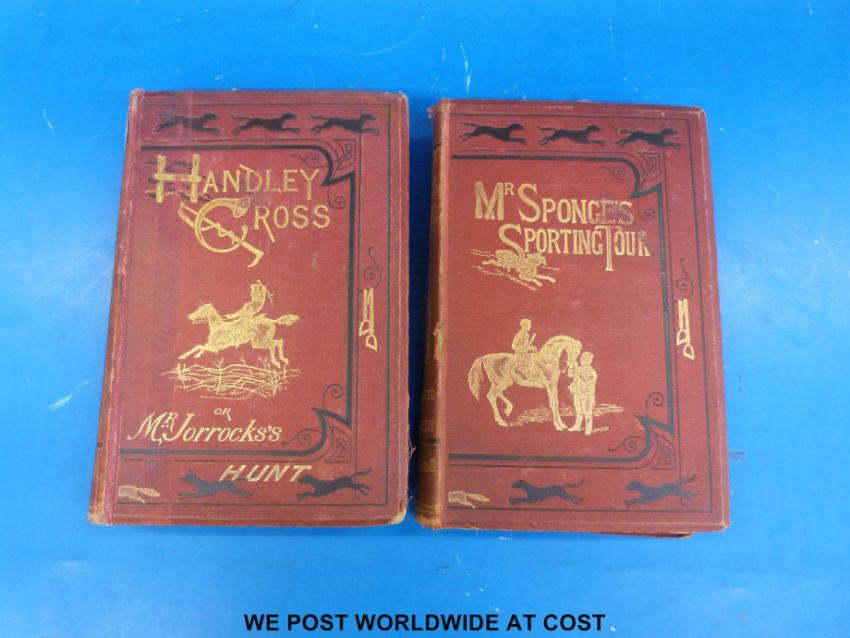 HANDLEY
CROSS
OR
MR JORROCKS'S
HUNT
MR SPONGE'S
SPORTING TOUR
WE POST WORLDWIDE AT COST